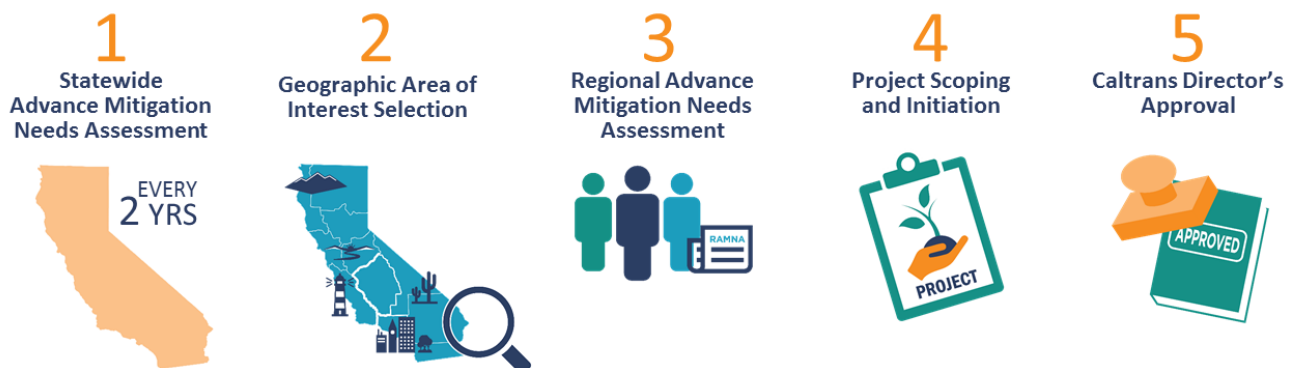 1
Statewide
Advance Mitigation
Needs Assessment
EVERY
2 YRS
2
Geographic Area of
Interest Selection
3
Regional Advance
Mitigation Needs
Assessment
RAMNA
4
Project Scoping
and Initiation
PROJECT
5
Caltrans Director’s
Approval
APPROVED